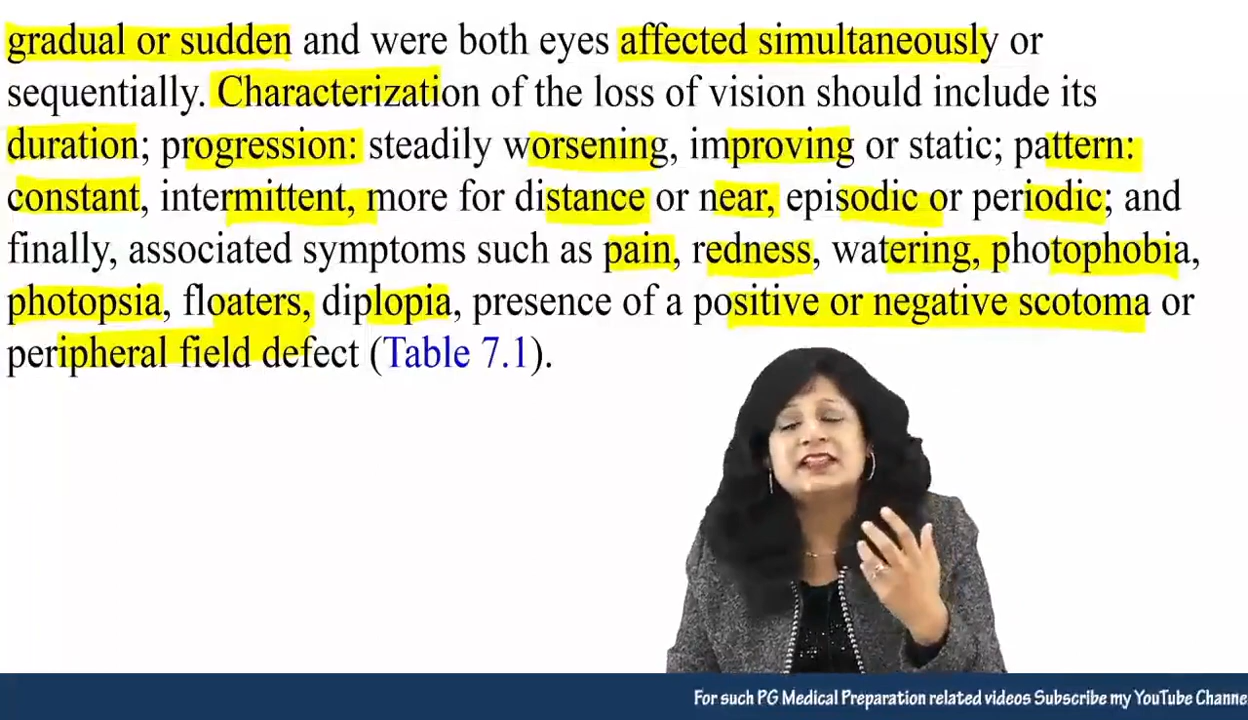 gradual or sudden and were both eyes affected simultaneously or
sequentially. Characterization of the loss of vision should include its
duration; progression: steadily worsening, improving or static; pattern:
constant, intermittent, more for distance or near, episodic or periodic; and
finally, associated symptoms such as pain, redness, watering, photophobia,
photopsia, floaters, diplopia, presence of a positive or negative scotoma or
peripheral field defect (Table 7.1).
For such PG Medical Preparation related videos Subscribe my YouTube Channe